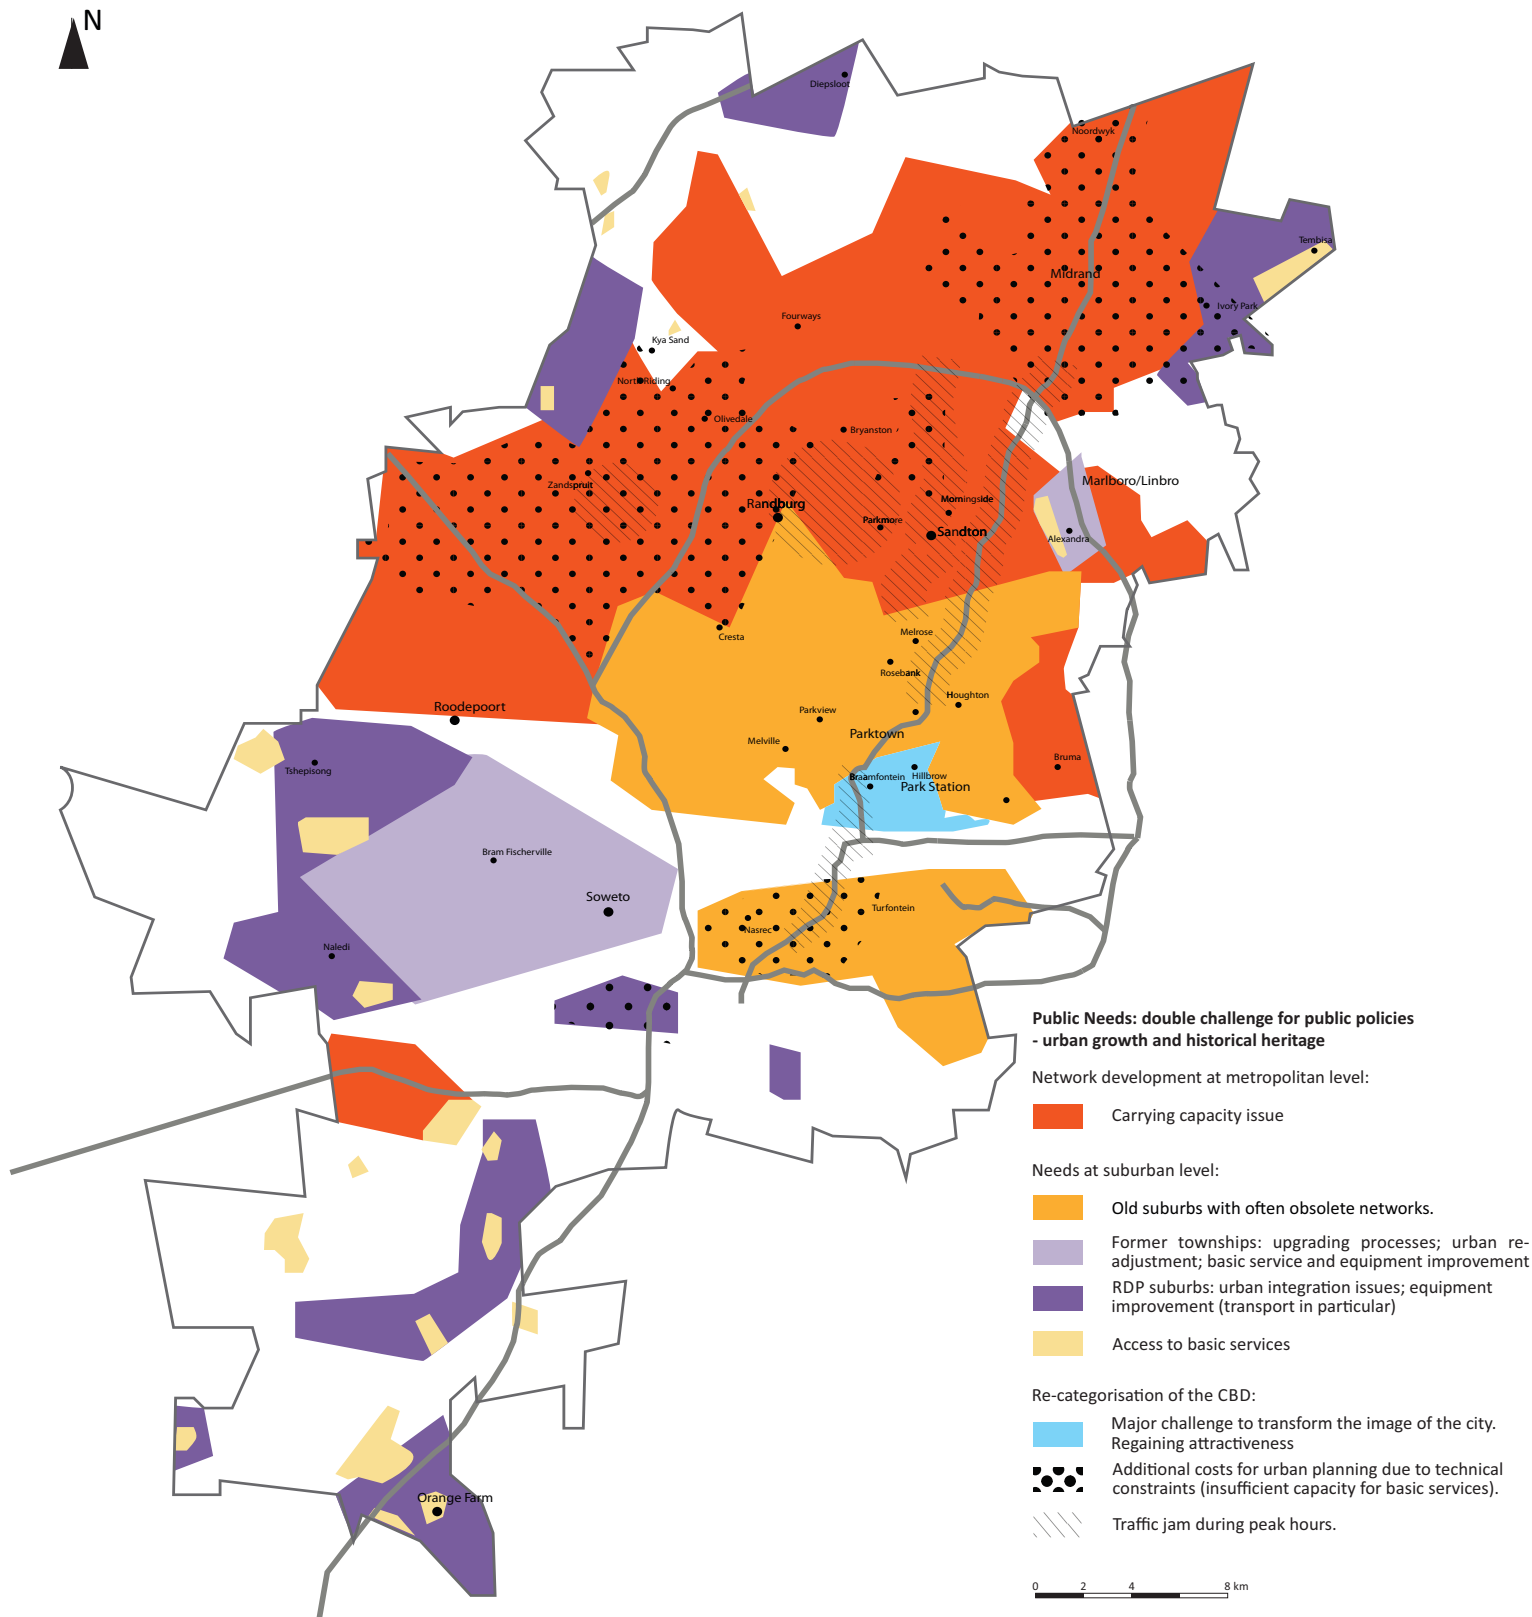 N
Diepsloot
Noordwyk
Tembisa
Midrand
Ivory Park
Fourways
Kya Sand
North Riding
Olivedale
Bryanston
Zandspruit
Marlboro/Linbro
Randburg
Morningside
Parkmore
Sandton
Alexandra
Cresta
Melrose
Rosebank
Houghton
Roodepoort
Parkview
Parktown
Melville
Bruma
Tshepisong
Braamfontein
Hillbrow
Park Station
Bram Fischerville
Soweto
Turfontein
Nasrec
Naledi
Orange Farm
Public Needs: double challenge for public policies
- urban growth and historical heritage
Network development at metropolitan level:
Carrying capacity issue
Needs at suburban level:
Old suburbs with often obsolete networks.
Former townships: upgrading processes; urban re-
adjustment; basic service and equipment improvement
RDP suburbs: urban integration issues; equipment
improvement (transport in particular)
Access to basic services
Re-categorisation of the CBD:
Major challenge to transform the image of the city.
Regaining attractiveness
Additional costs for urban planning due to technical
constraints (insufficient capacity for basic services).
Traffic jam during peak hours.
0 2 4 8 km